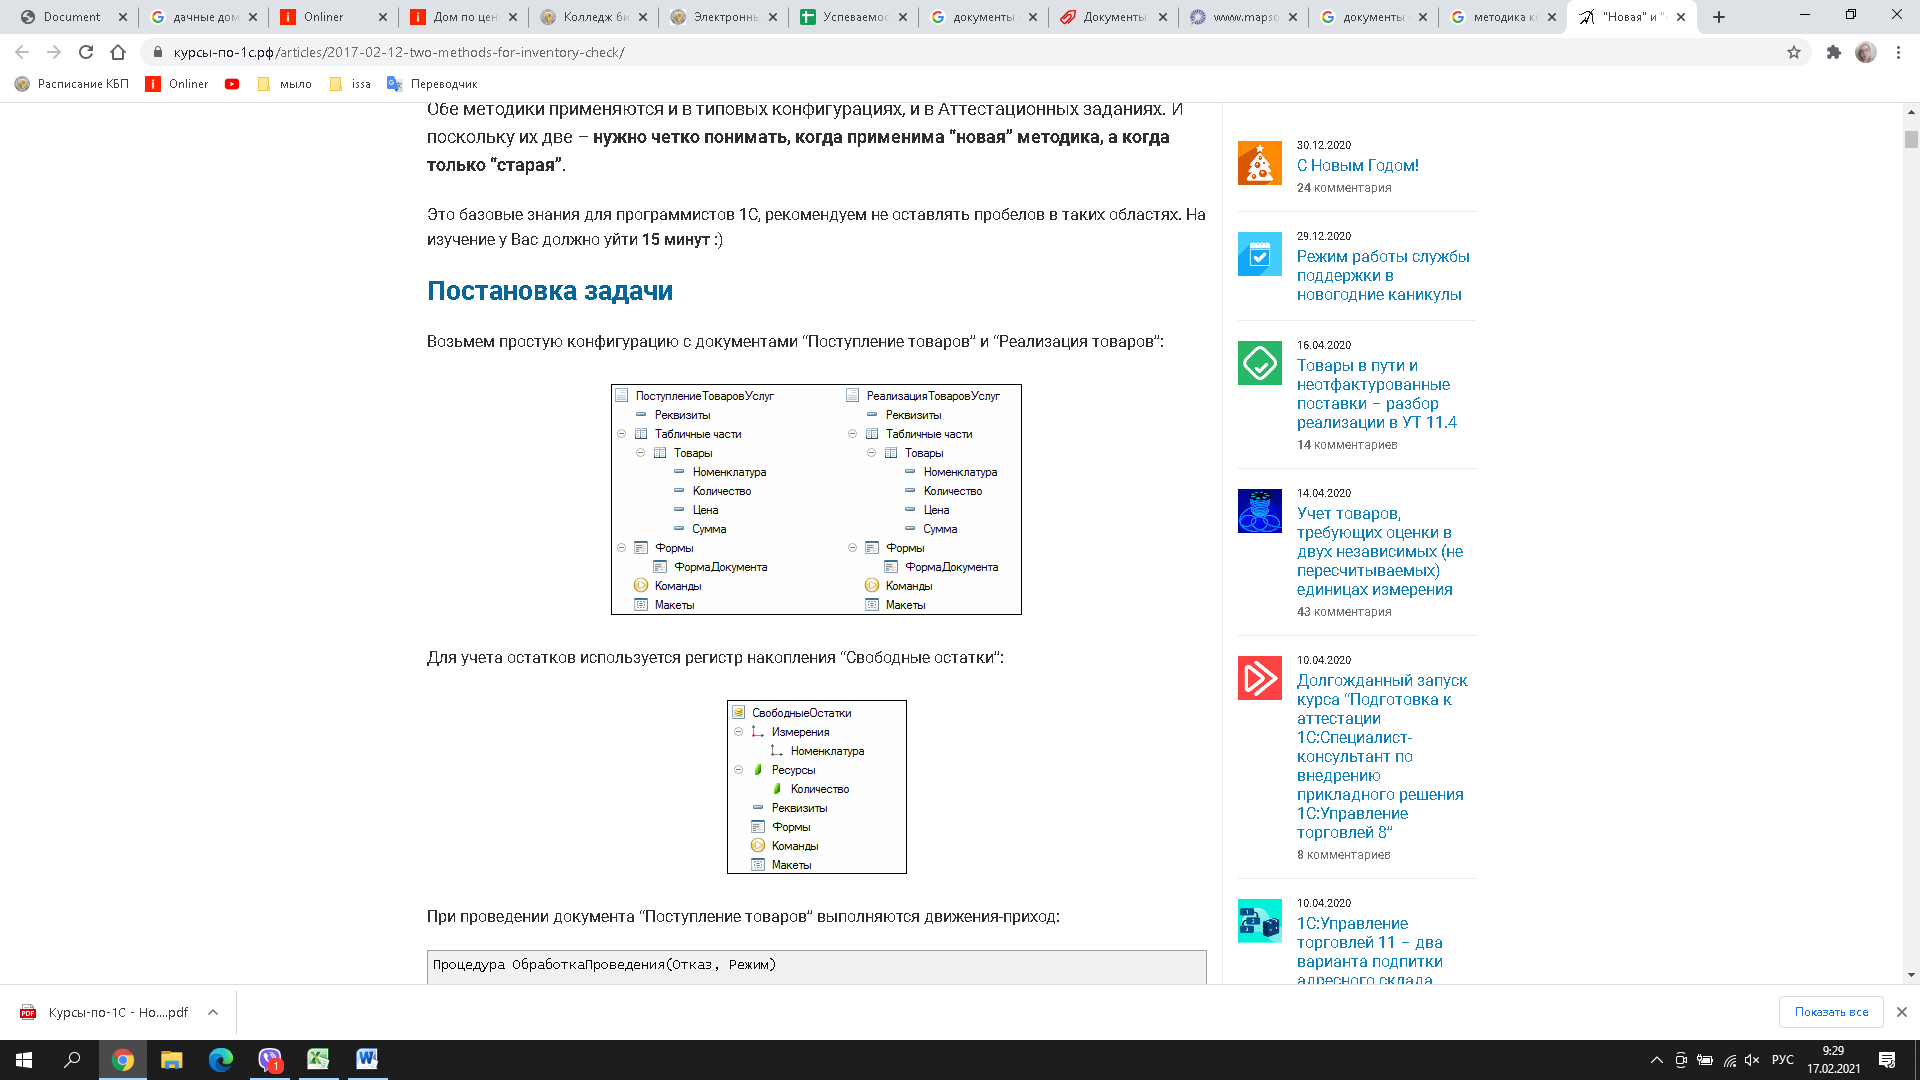 Document
дачные дом
Onliner
Дом по цен
Колледж би
Электронны
Успеваемос
документы
Документы
www.mapso
документы
методика к
"Новая" и "
курсы-по-1с.рф/articles/2017-02-12-two-methods-for-inventory-check/
Расписание КБП
Onliner
мыло
issa
Переводчик
Обе методики применяются и в типовых конфигурациях, и в Аттестационных заданиях. И
поскольку их две – нужно четко понимать, когда применима “новая” методика, а когда
только “старая”.
Это базовые знания для программистов 1С, рекомендуем не оставлять пробелов в таких областях. На
изучение у Вас должно уйти 15 минут :)
Постановка задачи
Возьмем простую конфигурацию с документами “Поступление товаров” и “Реализация товаров”:
ПоступлениеТоваровУслуг
Реквизиты
Табличные части
Товары
Номенклатура
Количество
Цена
Сумма
Формы
ФормаДокумента
Команды
Макеты
РеализацияТоваровУслуг
Реквизиты
Табличные части
Товары
Номенклатура
Количество
Цена
Сумма
Формы
ФормаДокумента
Команды
Макеты
Для учета остатков используется регистр накопления “Свободные остатки”:
СвободныеОстатки
Измерения
Номенклатура
Ресурсы
Количество
Реквизиты
Формы
Команды
Макеты
При проведении документа “Поступление товаров” выполняются движения-приход:
Процедура ОбработкаПроведения(Отказ, Режим)
30.12.2020
С Новым Годом!
24 комментария
29.12.2020
Режим работы службы
поддержки в
новогодние каникулы
16.04.2020
Товары в пути и
неотфактурованные
поставки – разбор
реализации в УТ 11.4
14 комментариев
14.04.2020
Учет товаров,
требующих оценки в
двух независимых (не
пересчитываемых)
единицах измерения
43 комментария
10.04.2020
Долгожданный запуск
курса “Подготовка к
аттестации
1С:Специалист-
консультант по
внедрению
прикладного решения
1С:Управление
торговлей 8”
8 комментариев
10.04.2020
1С:Управление
торговлей 11 – два
варианта подпитки
адресного склада
Курсы-по-1С - Но....pdf
Показать все
1
РУС
9:29
17.02.2021